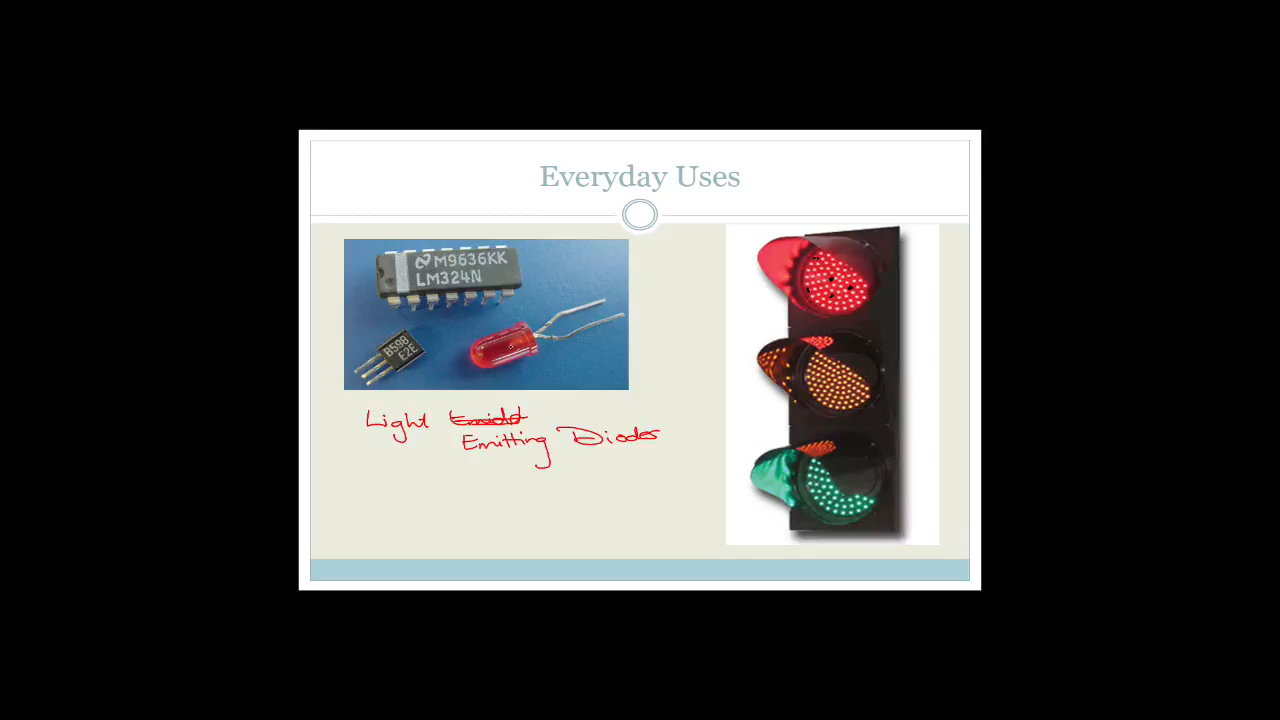 Everyday Uses
M9636KK
LM324N
B598
E2E
Light
Emitting Diodes